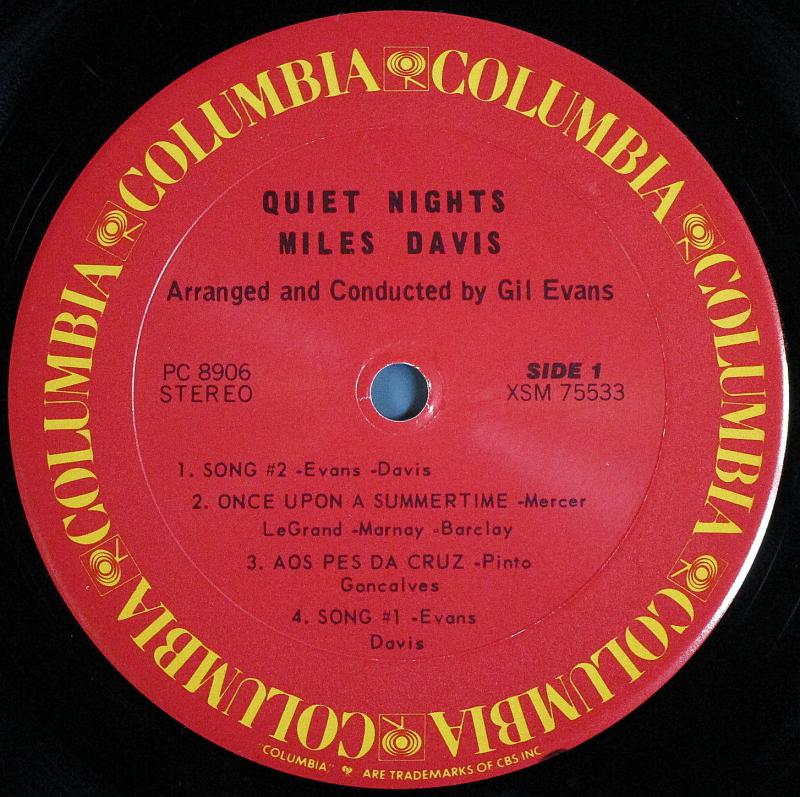 COLUMBIA COLUMBIA COLUMBIA COLUMBIA COLUMBIA COLUMBIA
QUIET NIGHTS
MILES DAVIS
Arranged and Conducted by Gil Evans
PC 8906
STEREO
SIDE 1
XSM 75533
1. SONG #2 -Evans -Davis
2. ONCE UPON A SUMMERTIME -Mercer
LeGrand -Marnay -Barclay
3. AOS PES DA CRUZ -Pinto
Goncalves
4. SONG #1 -Evans
Davis
"COLUMBIA" ARE TRADEMARKS OF CBS INC